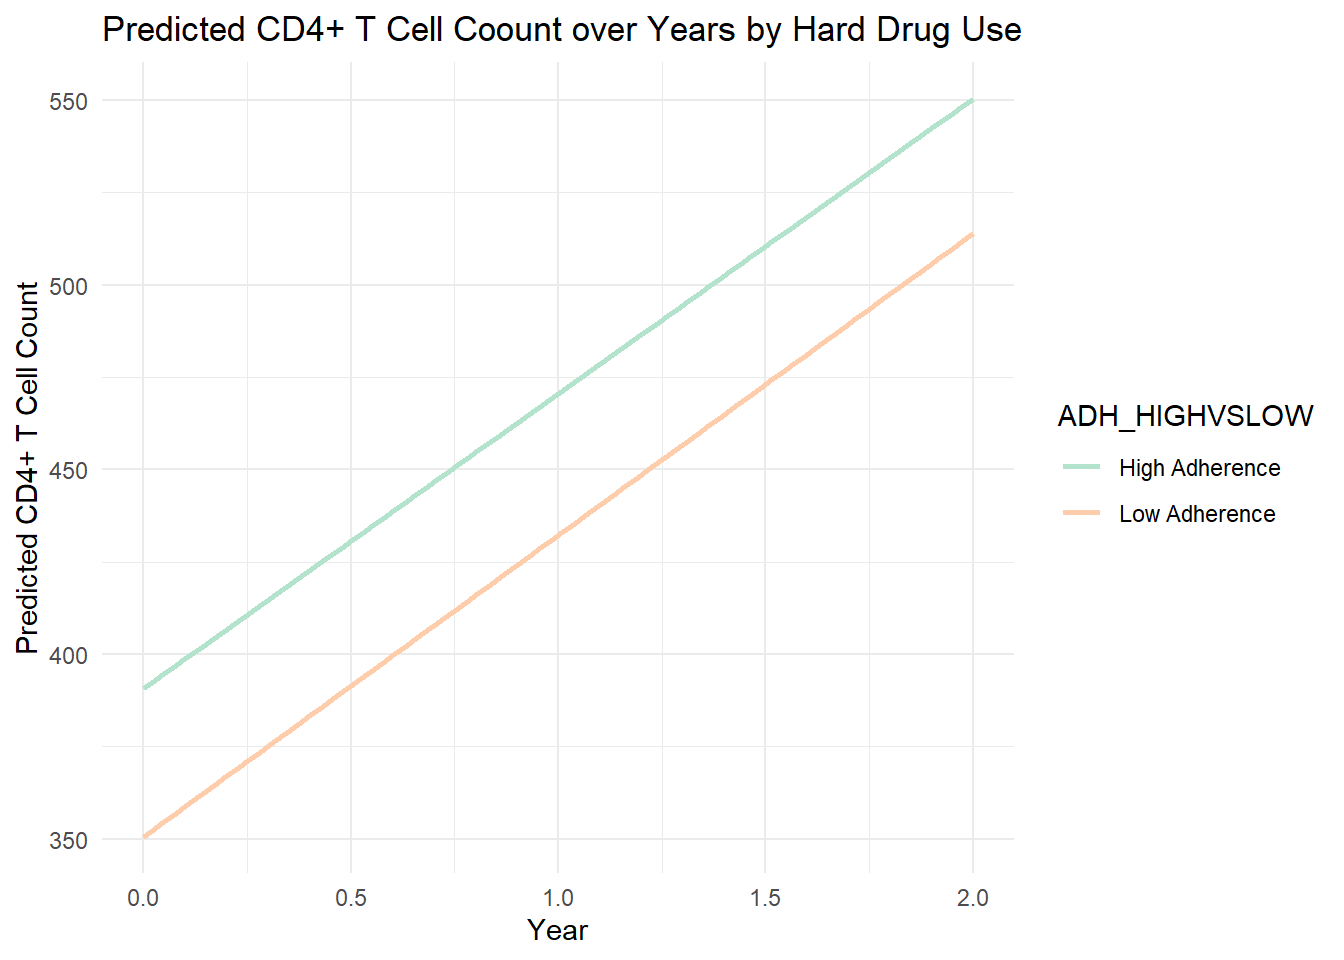 Predicted CD4+ T Cell Coount over Years by Hard Drug Use
550
500
450
400
350
Predicted CD4+ T Cell Count
0.0
0.5
1.0
1.5
2.0
Year
ADH_HIGHVSLOW
High Adherence
Low Adherence